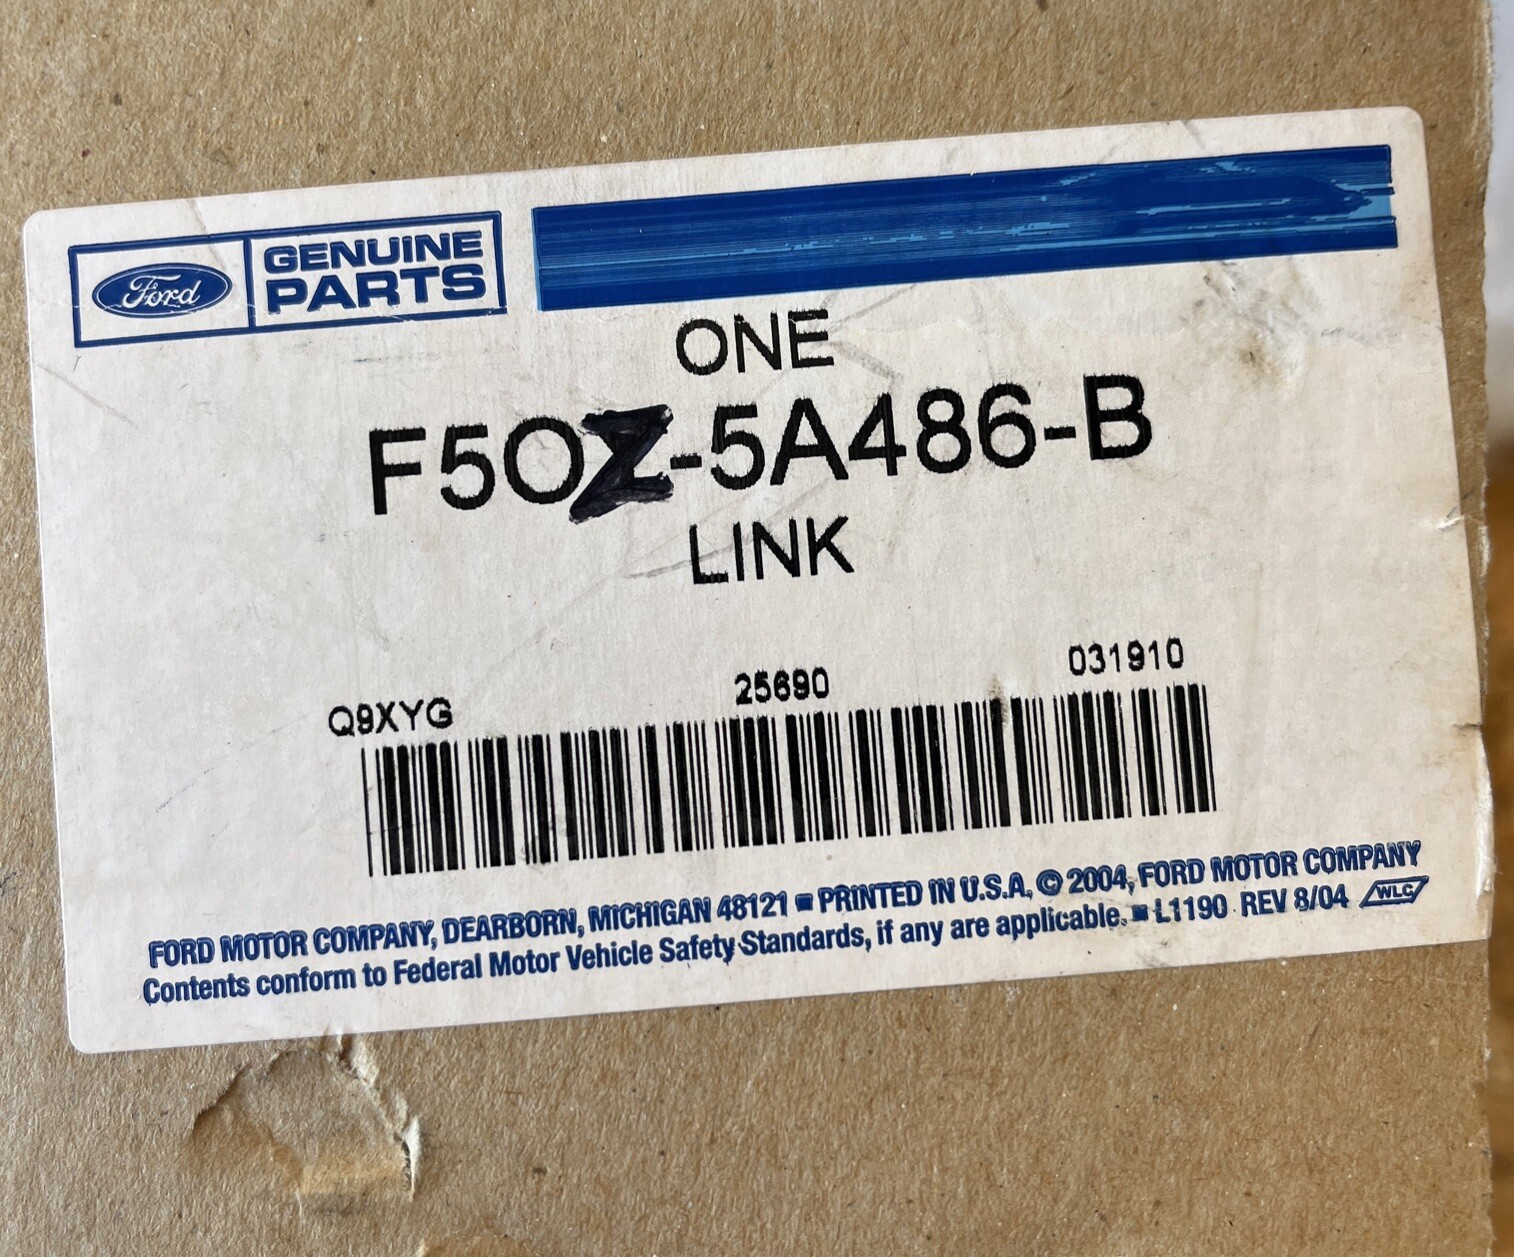 Ford GENUINE PARTS
ONE
F5OZ-5A486-B
LINK
Q9XYG 25690 031910
FORD MOTOR COMPANY, DEARBORN, MICHIGAN 48121 ■ PRINTED IN U.S.A. © 2004, FORD MOTOR COMPANY
Contents conform to Federal Motor Vehicle Safety Standards, if any are applicable. ■ L1190 REV 8/04 WLC